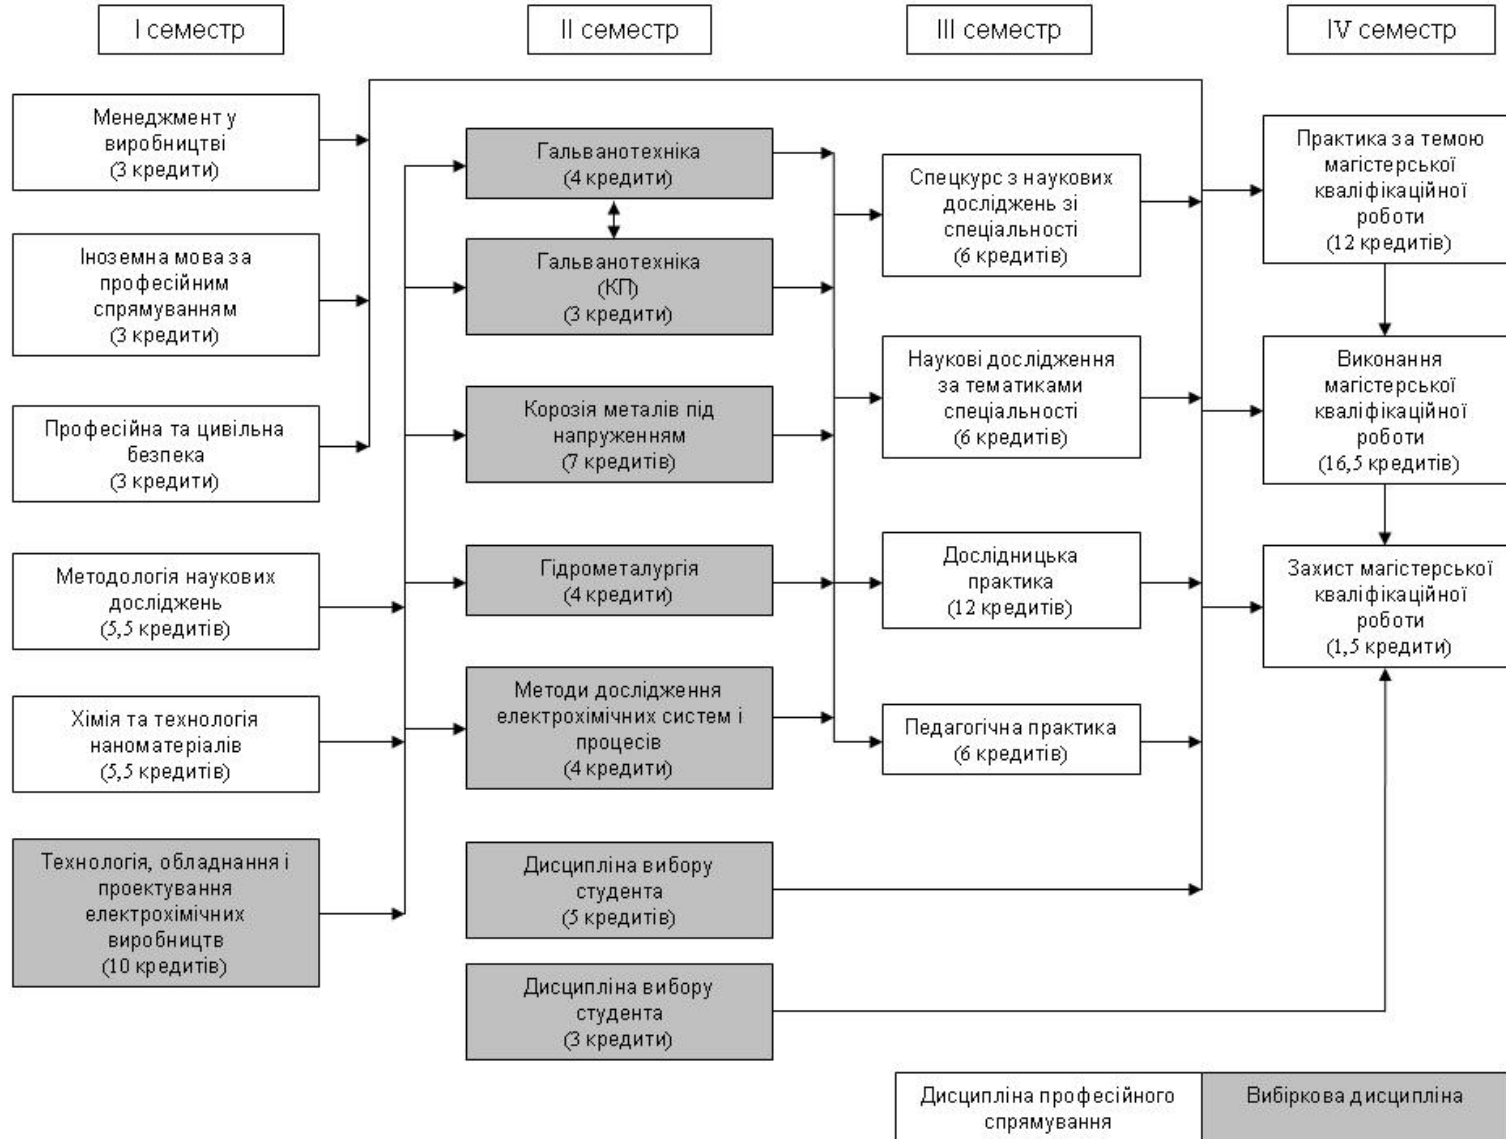 І семестр
ІІ семестр
ІІІ семестр
IV семестр
Менеджмент у
виробництві
(3 кредити)
Іноземна мова за
професійним
спрямуванням
(3 кредити)
Професійна та цивільна
безпека
(3 кредити)
Методологія наукових
досліджень
(5,5 кредитів)
Хімія та технологія
наноматеріалів
(5,5 кредитів)
Технологія, обладнання і
проектування
електрохімічних
виробництв
(10 кредитів)
Гальванотехніка
(4 кредити)
Гальванотехніка
(КП)
(3 кредити)
Корозія металів під
напруженням
(7 кредитів)
Гідрометалургія
(4 кредити)
Методи дослідження
електрохімічних систем і
процесів
(4 кредити)
Дисципліна вибору
студента
(5 кредитів)
Дисципліна вибору
студента
(3 кредити)
Спецкурс з наукових
досліджень зі
спеціальності
(6 кредитів)
Наукові дослідження
за тематиками
спеціальності
(6 кредитів)
Дослідницька
практика
(12 кредитів)
Педагогічна практика
(6 кредитів)
Практика за темою
магістерської
кваліфікаційної
роботи
(12 кредитів)
Виконання
магістерської
кваліфікаційної
роботи
(16,5 кредитів)
Захист магістерської
кваліфікаційної
роботи
(1,5 кредити)
Дисципліна професійного
спрямування
Вибіркова дисципліна